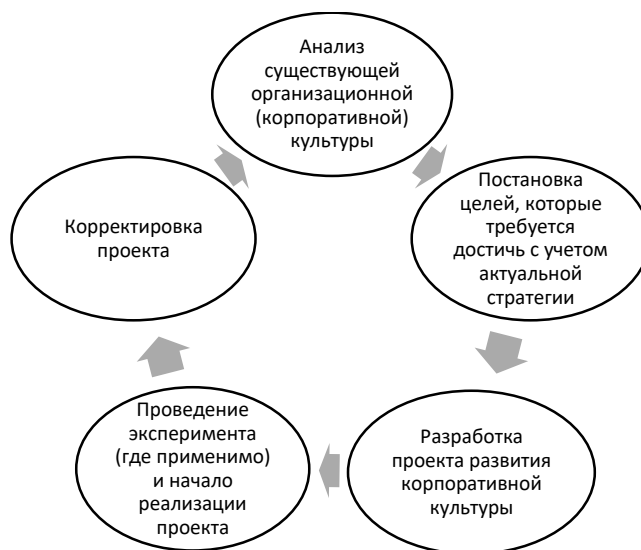 Анализ
существующей
организационной
(корпоративной)
культуры
Постановка
целей, которые
требуется
достичь с учетом
актуальной
стратегии
Разработка
проекта развития
корпоративной
культуры
Проведение
эксперимента
(где применимо)
и начало
реализации
проекта
Корректировка
проекта